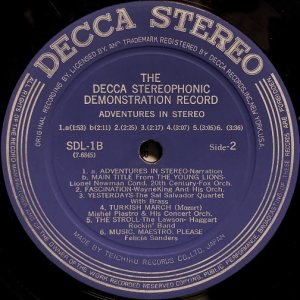 DECCA STEREO
THE
DECCA STEREOPHONIC
DEMONSTRATION RECORD
ADVENTURES IN STEREO
1.a(1:53) b(2:11) 2.(2:25) 3.(2:17) 4.(3:07) 5.(3:05)6. (3:36)
SDL-1B
(7-6845)
Side-2
1. a. ADVENTURES IN STEREO-Narration
b. MAIN TITLE From THE YOUNG LIONS-
Lionel Newman Cond. 20th Century-Fox Orch.
2. FASCINATION-WayneKing And His Orch.
3. YESTERDAYS-The Sal Salvador Quartet
With Brass
4. TURKISH MARCH (Mozart)
Mishel Piastro & His Concert Orch.
5. THE STROLL-The Lawson- Haggart
Rockin' Band
6. MUSIC, MAESTRO, PLEASE
Felicia Sanders
MADE BY TEICHIKU RECORDS CO., LTD., JAPAN